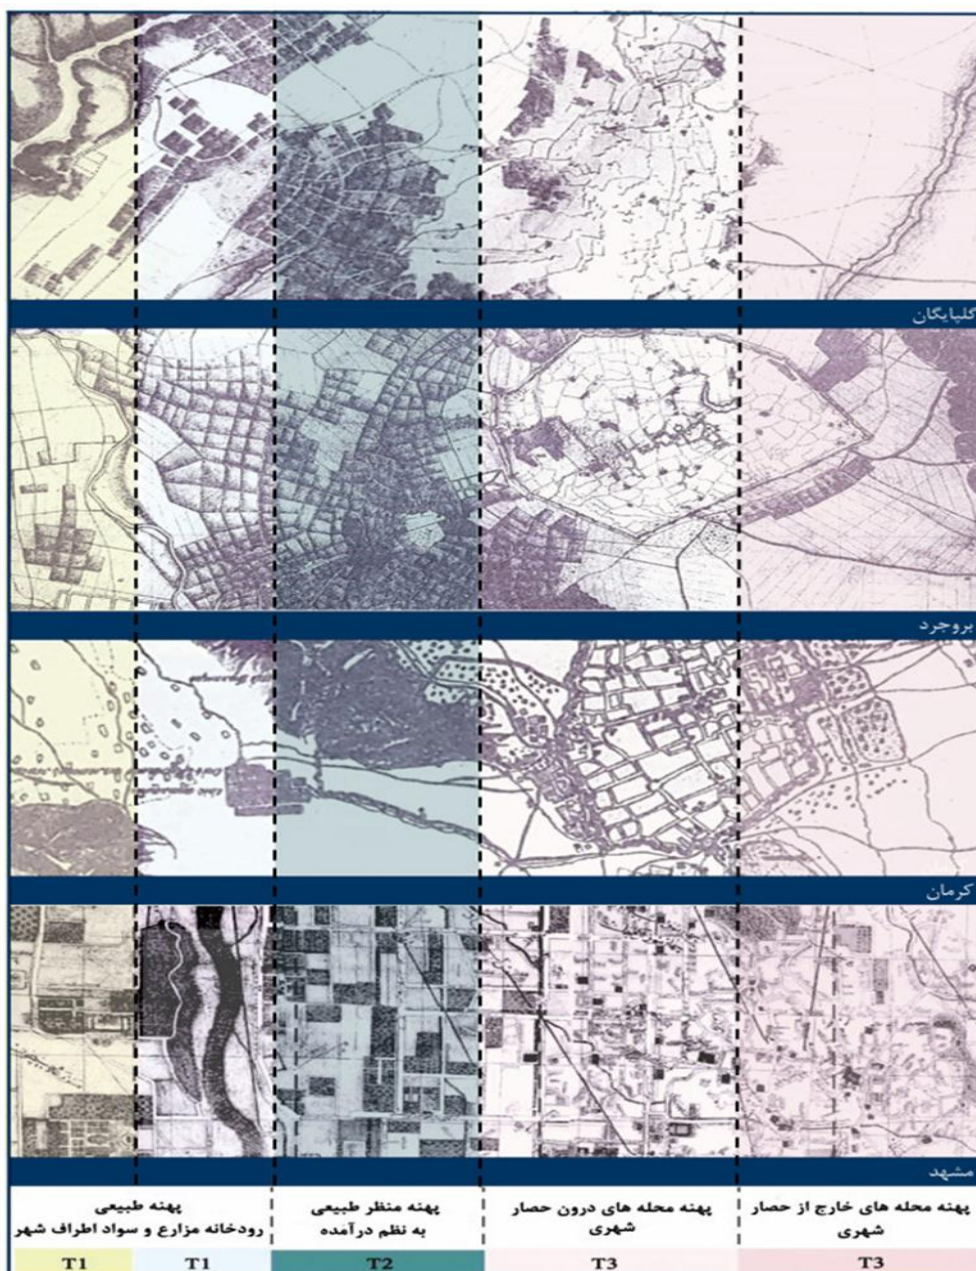 گلپایگان
بروجرد
کرمان
مشهد
پهنه محله های خارج از حصار
شهری
پهنه محله های درون حصار
شهری
پهنه منظر طبیعی
به نظم درآمده
پهنه طبیعی
رودخانه مزارع و سواد اطراف شهر
T3
T3
T2
T1
T1